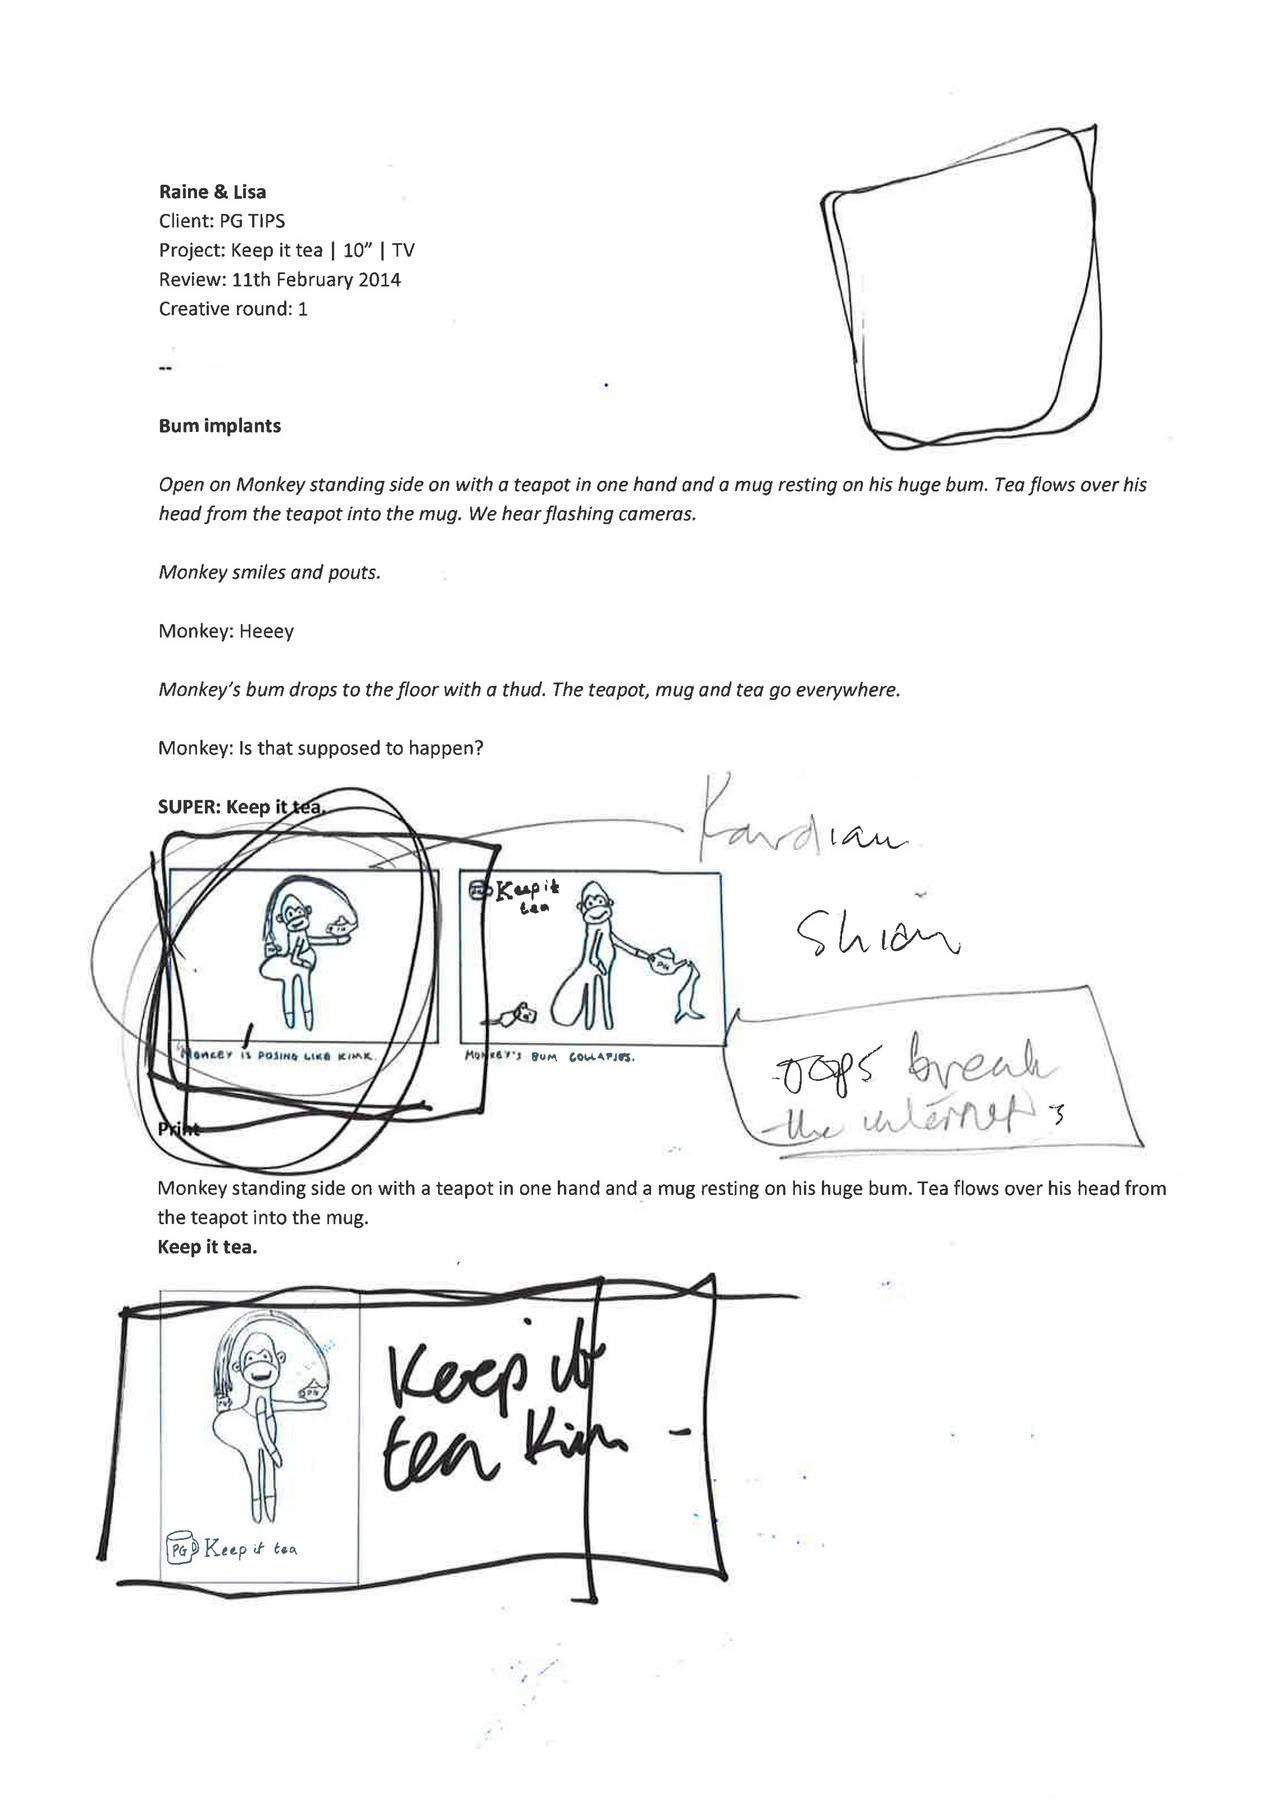 Raine & Lisa
Client: PG TIPS
Project: Keep it tea | 10” | TV
Review: 11th February 2014
Creative round: 1
--
Bum implants
Open on Monkey standing side on with a teapot in one hand and a mug resting on his huge bum. Tea flows over his
head from the teapot into the mug. We hear flashing cameras.
Monkey smiles and pouts.
Monkey: Heeey
Monkey’s bum drops to the floor with a thud. The teapot, mug and tea go everywhere.
Monkey: Is that supposed to happen?
SUPER: Keep it tea.
Kardian
Shian
Keep it
tea
PG
MONKEY IS POSING LIKE KIMK.
MONKEY'S BUM COLLAPSES.
oops break
the internet
Print
Monkey standing side on with a teapot in one hand and a mug resting on his huge bum. Tea flows over his head from
the teapot into the mug.
Keep it tea.
PG
Keep it
tea Kim -
PG Keep it tea